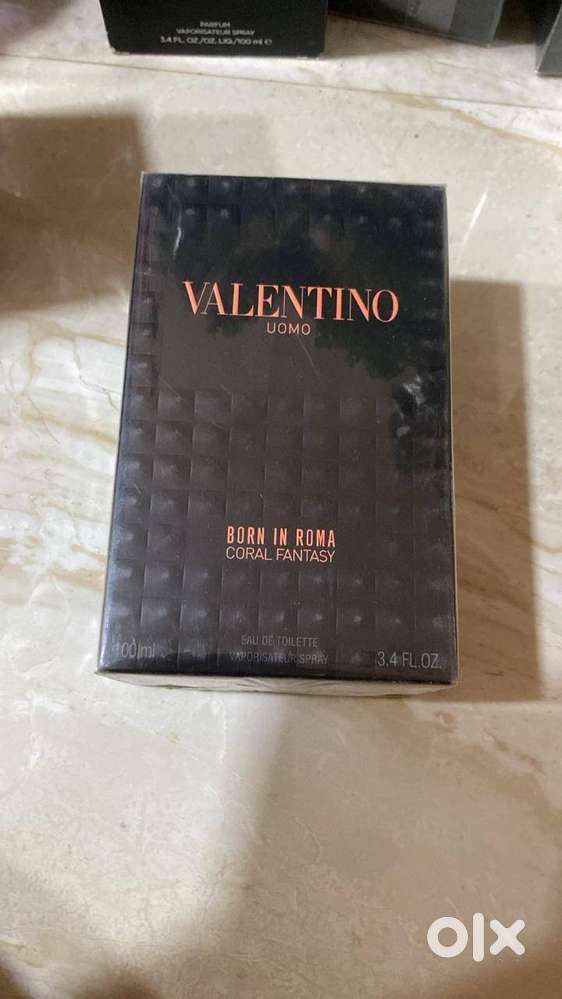 PARFUM
VAPORISATEUR SPRAY
3.4 FL. OZ./OZ. LIQ/100 ml e
VALENTINO
UOMO
BORN IN ROMA
CORAL FANTASY
EAU DE TOILETTE
100 ml VAPORISATEUR SPRAY 3.4 FL.OZ.
olx